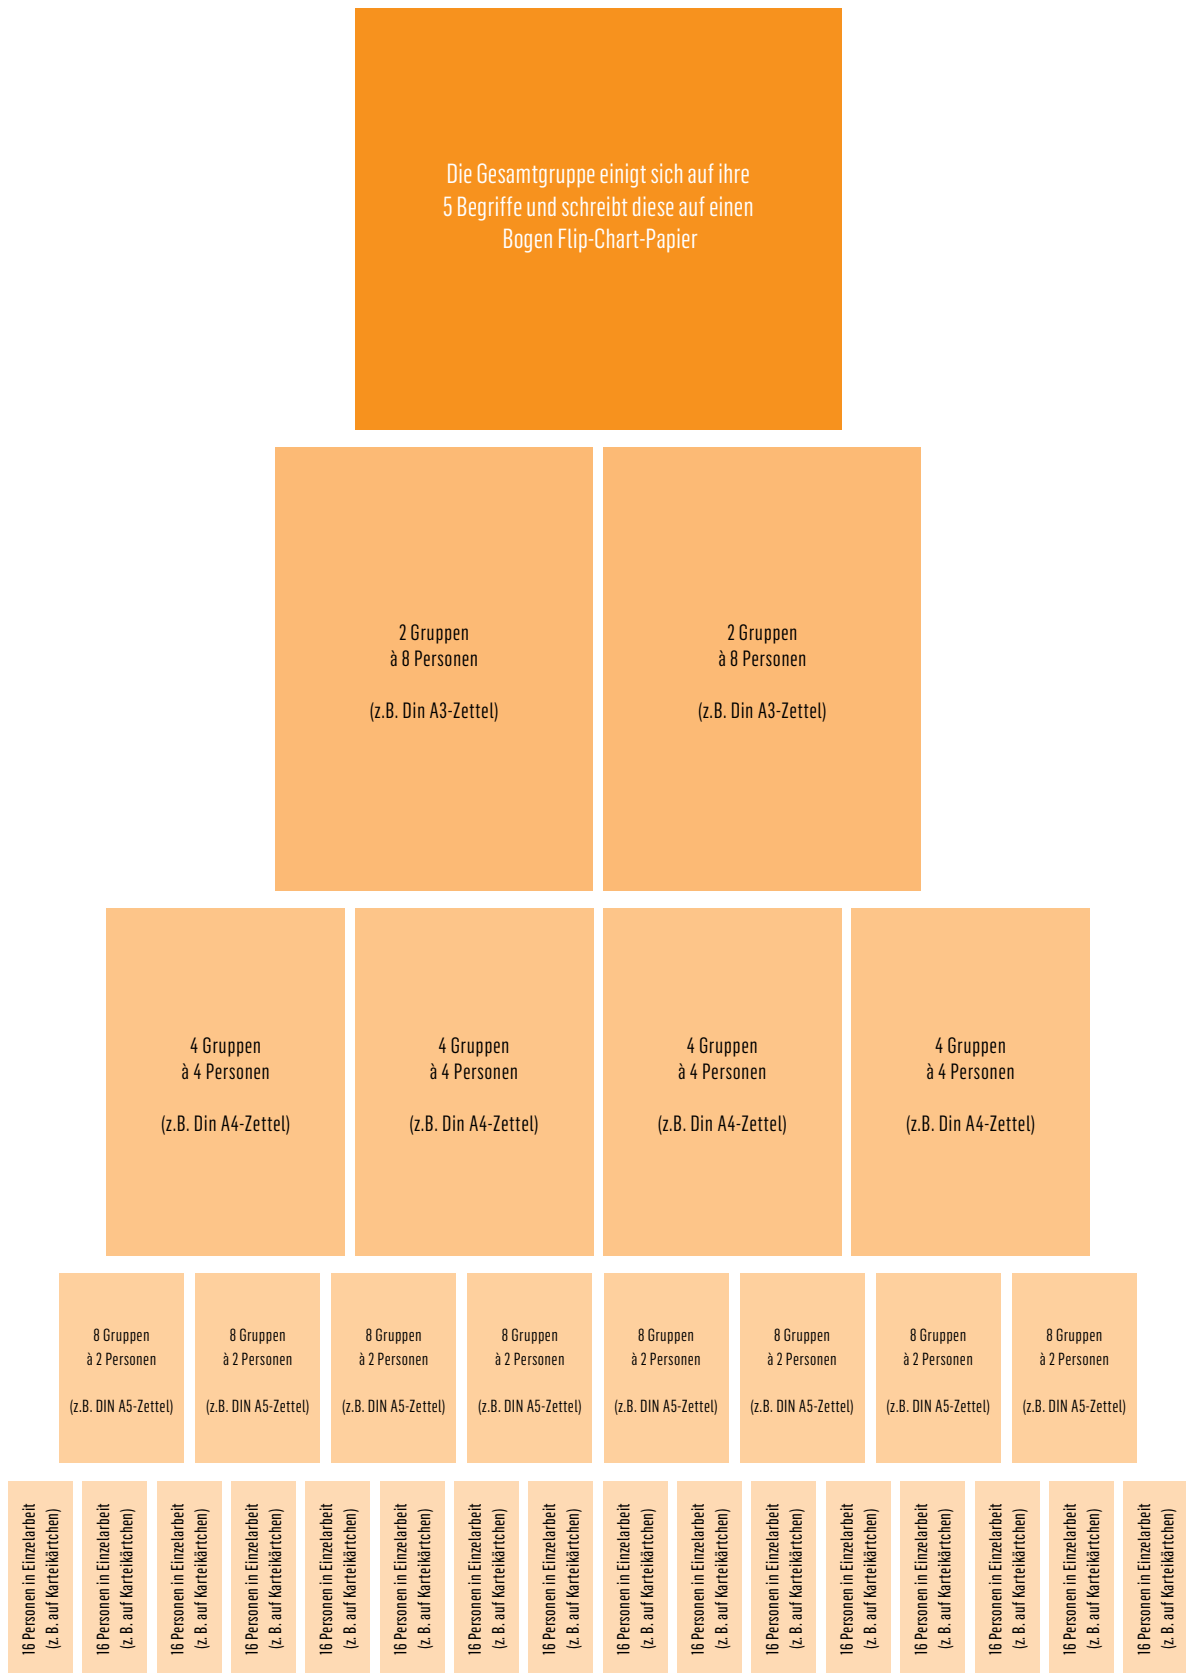 Die Gesamtgruppe einigt sich auf ihre
5 Begriffe und schreibt diese auf einen
Bogen Flip-Chart-Papier
2 Gruppen
à 8 Personen
(z.B. Din A3-Zettel)
2 Gruppen
à 8 Personen
(z.B. Din A3-Zettel)
4 Gruppen
à 4 Personen
(z.B. Din A4-Zettel)
4 Gruppen
à 4 Personen
(z.B. Din A4-Zettel)
4 Gruppen
à 4 Personen
(z.B. Din A4-Zettel)
4 Gruppen
à 4 Personen
(z.B. Din A4-Zettel)
8 Gruppen
à 2 Personen
(z.B. DIN A5-Zettel)
8 Gruppen
à 2 Personen
(z.B. DIN A5-Zettel)
8 Gruppen
à 2 Personen
(z.B. DIN A5-Zettel)
8 Gruppen
à 2 Personen
(z.B. DIN A5-Zettel)
8 Gruppen
à 2 Personen
(z.B. DIN A5-Zettel)
8 Gruppen
à 2 Personen
(z.B. DIN A5-Zettel)
8 Gruppen
à 2 Personen
(z.B. DIN A5-Zettel)
8 Gruppen
à 2 Personen
(z.B. DIN A5-Zettel)
16 Personen in Einzelarbeit
(z. B. auf Karteikärtchen)
16 Personen in Einzelarbeit
(z. B. auf Karteikärtchen)
16 Personen in Einzelarbeit
(z. B. auf Karteikärtchen)
16 Personen in Einzelarbeit
(z. B. auf Karteikärtchen)
16 Personen in Einzelarbeit
(z. B. auf Karteikärtchen)
16 Personen in Einzelarbeit
(z. B. auf Karteikärtchen)
16 Personen in Einzelarbeit
(z. B. auf Karteikärtchen)
16 Personen in Einzelarbeit
(z. B. auf Karteikärtchen)
16 Personen in Einzelarbeit
(z. B. auf Karteikärtchen)
16 Personen in Einzelarbeit
(z. B. auf Karteikärtchen)
16 Personen in Einzelarbeit
(z. B. auf Karteikärtchen)
16 Personen in Einzelarbeit
(z. B. auf Karteikärtchen)
16 Personen in Einzelarbeit
(z. B. auf Karteikärtchen)
16 Personen in Einzelarbeit
(z. B. auf Karteikärtchen)
16 Personen in Einzelarbeit
(z. B. auf Karteikärtchen)
16 Personen in Einzelarbeit
(z. B. auf Karteikärtchen)